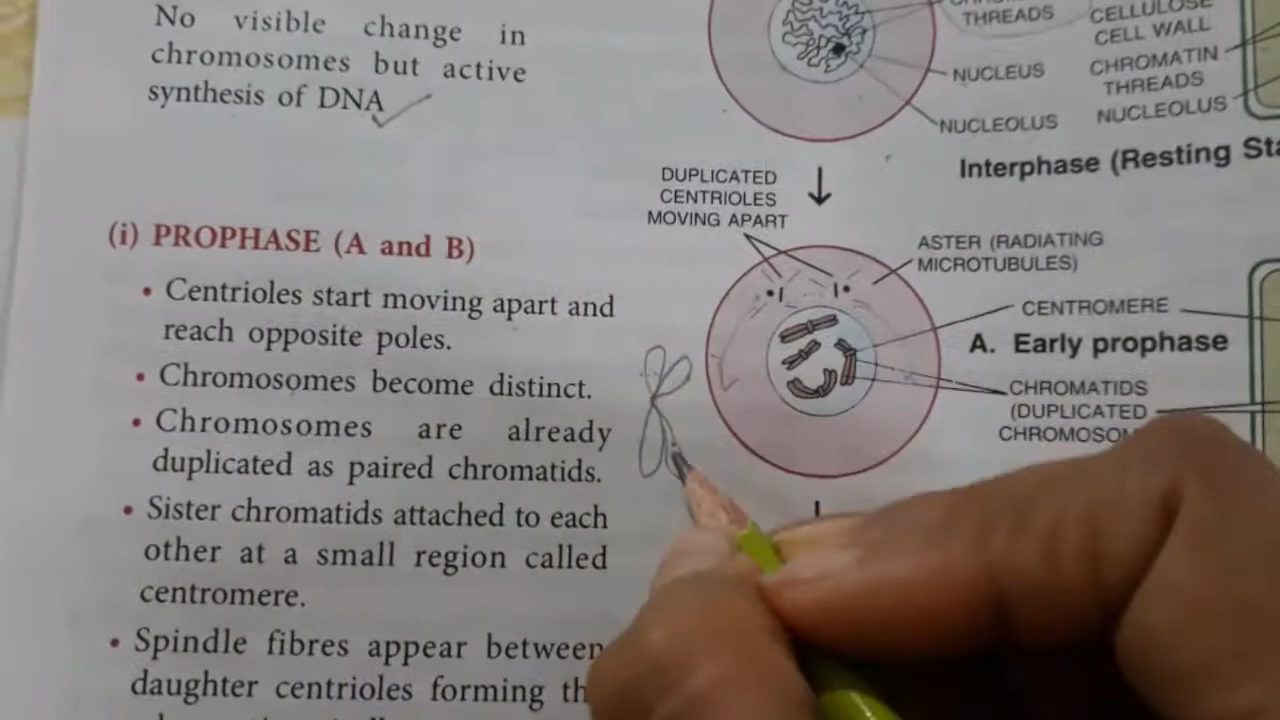 No visible change in
chromosomes but active
synthesis of DNA
THREADS
CELLULOSE
CELL WALL
CHROMATIN
THREADS
NUCLEOLUS
NUCLEUS
NUCLEOLUS
Interphase (Resting
DUPLICATED
CENTRIOLES
MOVING APART
(i) PROPHASE (A and B)
• Centrioles start moving apart and
reach opposite poles.
• Chromosomes become distinct.
• Chromosomes are already
duplicated as paired chromatids.
• Sister chromatids attached to each
other at a small region called
centromere.
• Spindle fibres appear between
daughter centrioles forming
ASTER (RADIATING
MICROTUBULES)
CENTROMERE
A. Early prophase
CHROMATIDS
(DUPLICATED